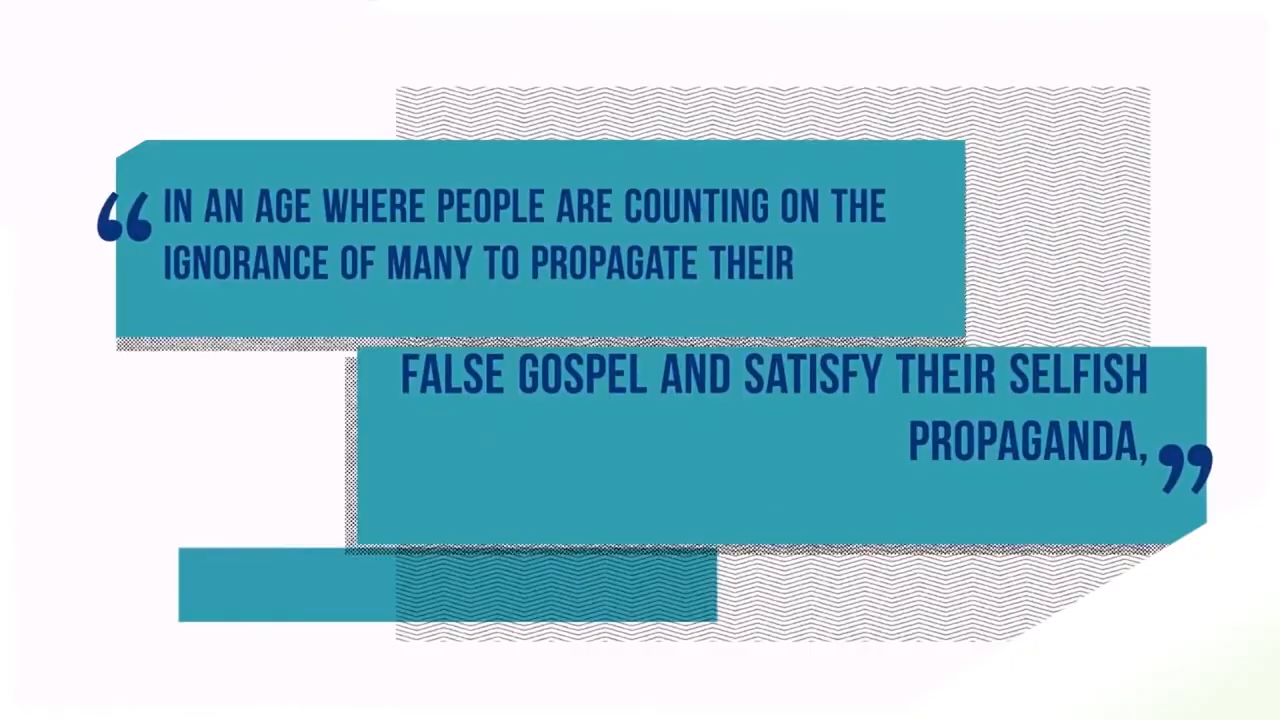 “ IN AN AGE WHERE PEOPLE ARE COUNTING ON THE
IGNORANCE OF MANY TO PROPAGATE THEIR
FALSE GOSPEL AND SATISFY THEIR SELFISH
PROPAGANDA, ”